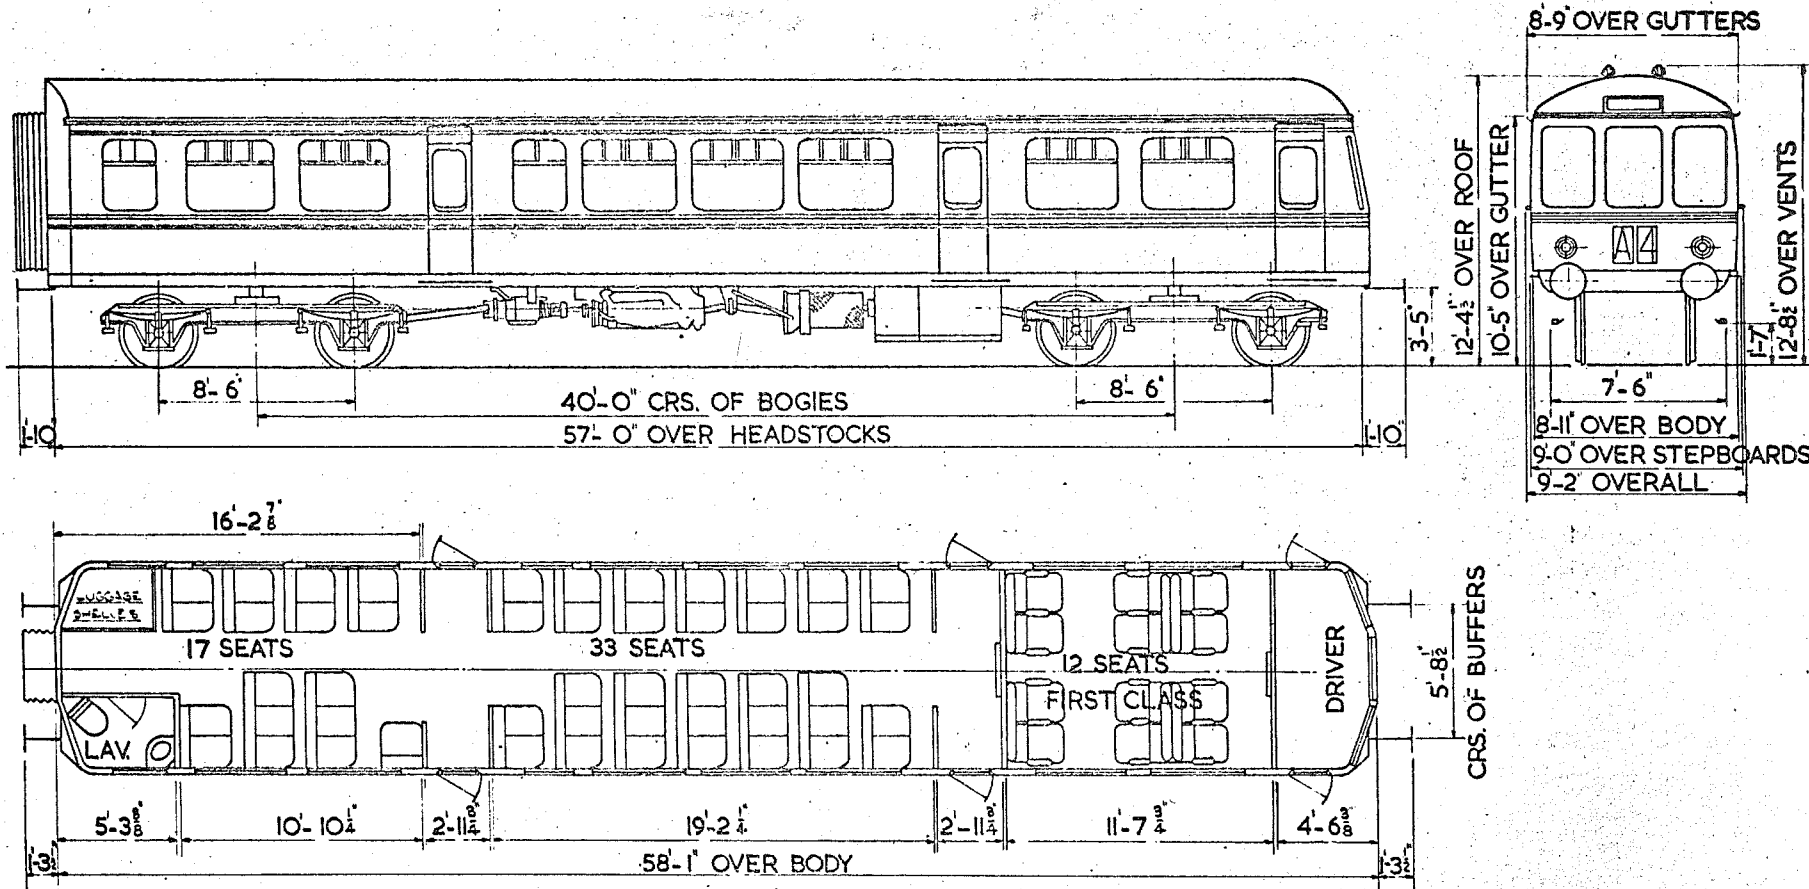 8'-9" OVER GUTTERS
12'-4½" OVER ROOF
10'-5" OVER GUTTER
12'-8½" OVER VENTS
A4
3'-5"
1'-7"
8'-6"
40'-0" CRS. OF BOGIES
8'-6"
7'-6"
1'-10"
57'-0" OVER HEADSTOCKS
1'-10"
8'-11" OVER BODY
9'-0" OVER STEPBOARDS
9'-2" OVERALL
16'-2⅞"
LUGGAGE
SHELVES
17 SEATS
33 SEATS
12 SEATS
FIRST CLASS
DRIVER
LAV.
5'-8½"
CRS. OF BUFFERS
5'-3⅜"
10'-10¼"
2'-11¾"
19'-2¼"
2'-11¾"
11'-7¾"
4'-6⅜"
1'-3½"
58'-1" OVER BODY
1'-3½"